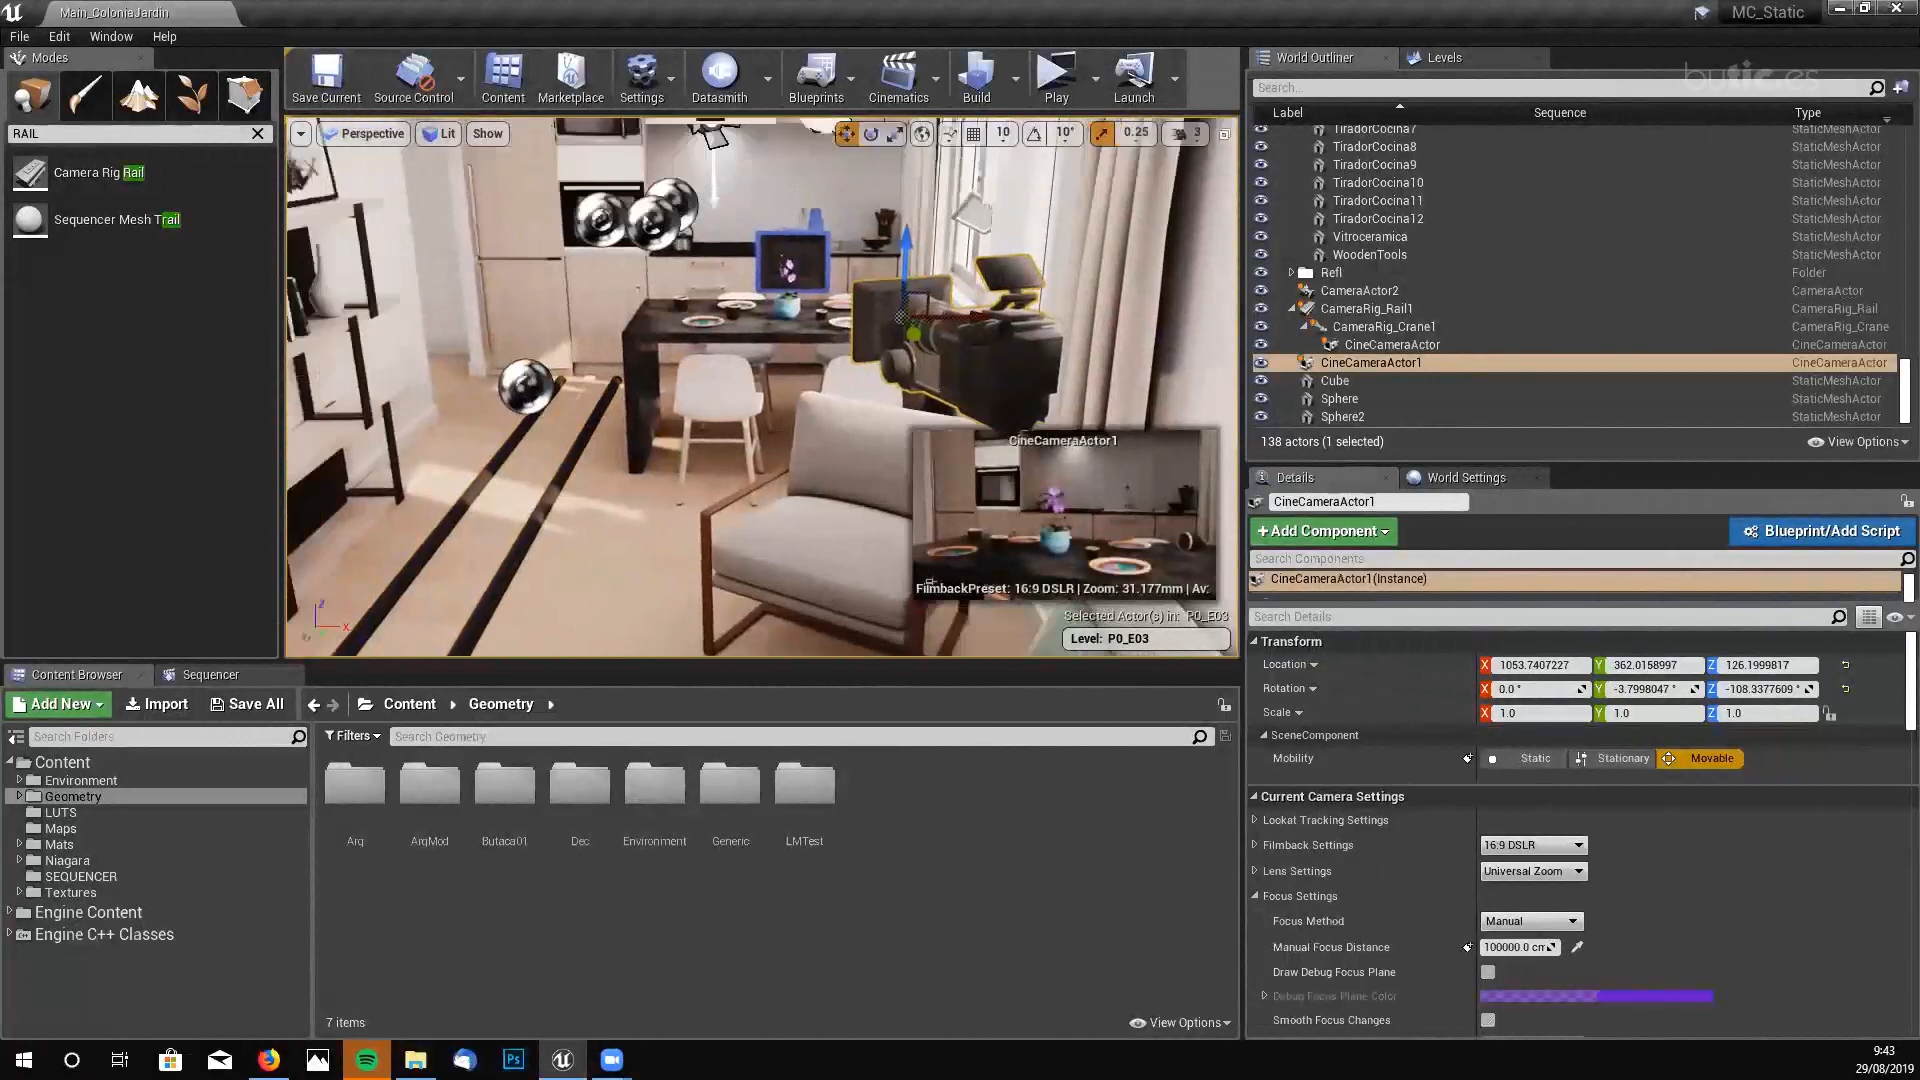 Main_ColoniaJardin
MC_Static
File Edit Window Help
butic.es
Modes
RAIL
Camera Rig Rail
Sequencer Mesh Trail
Save Current
Source Control
Content
Marketplace
Settings
Datasmith
Blueprints
Cinematics
Build
Play
Launch
Perspective
Lit
Show
10
10°
0.25
3
CineCameraActor1
FilmbackPreset: 16:9 DSLR | Zoom: 31.177mm | Av:
Selected Actor(s) in: P0_E03
Level: P0_E03
World Outliner
Levels
Search...
Label Sequence Type
TiradorCocina7 StaticMeshActor
TiradorCocina8 StaticMeshActor
TiradorCocina9 StaticMeshActor
TiradorCocina10 StaticMeshActor
TiradorCocina11 StaticMeshActor
TiradorCocina12 StaticMeshActor
Vitroceramica StaticMeshActor
WoodenTools StaticMeshActor
Refl Folder
CameraActor2 CameraActor
CameraRig_Rail1 CameraRig_Rail
CameraRig_Crane1 CameraRig_Crane
CineCameraActor CineCameraActor
CineCameraActor1 CineCameraActor
Cube StaticMeshActor
Sphere StaticMeshActor
Sphere2 StaticMeshActor
138 actors (1 selected) View Options
Details
World Settings
CineCameraActor1
+Add Component
Blueprint/Add Script
Search Components
CineCameraActor1(Instance)
Search Details
Transform
Location X 1053.7407227 Y 362.0158997 Z 126.1999817
Rotation X 0.0 ° Y -3.7998047 ° Z -108.3377609 °
Scale X 1.0 Y 1.0 Z 1.0
SceneComponent
Mobility Static Stationary Movable
Current Camera Settings
Lookat Tracking Settings
Filmback Settings 16:9 DSLR
Lens Settings Universal Zoom
Focus Settings
Focus Method Manual
Manual Focus Distance 100000.0 cm
Draw Debug Focus Plane
Debug Focus Plane Color
Smooth Focus Changes
Content Browser
Sequencer
Add New
Import
Save All
Content
Geometry
Search Folders
Filters
Search Geometry
Content
Environment
Geometry
LUTS
Maps
Mats
Niagara
SEQUENCER
Textures
Engine Content
Engine C++ Classes
Arq
ArqMod
Butaca01
Dec
Environment
Generic
LMTest
7 items
View Options
Ps
9:43
29/08/2019